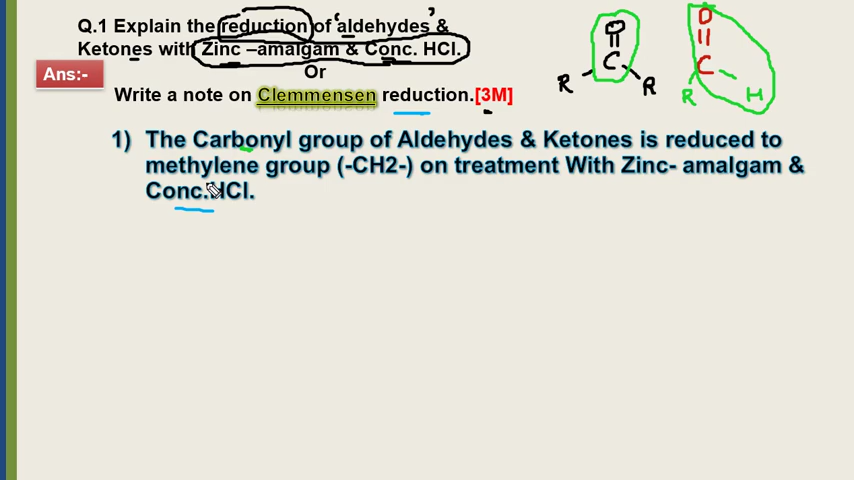 Q.1 Explain the reduction of 'aldehydes' &
Ketones with Zinc –amalgam & Conc. HCl.
Ans:-
Or
Write a note on Clemmensen reduction.[3M]
1) The Carbonyl group of Aldehydes & Ketones is reduced to
methylene group (-CH2-) on treatment With Zinc- amalgam &
Conc.HCl.
O
C
R R
O
C
R H